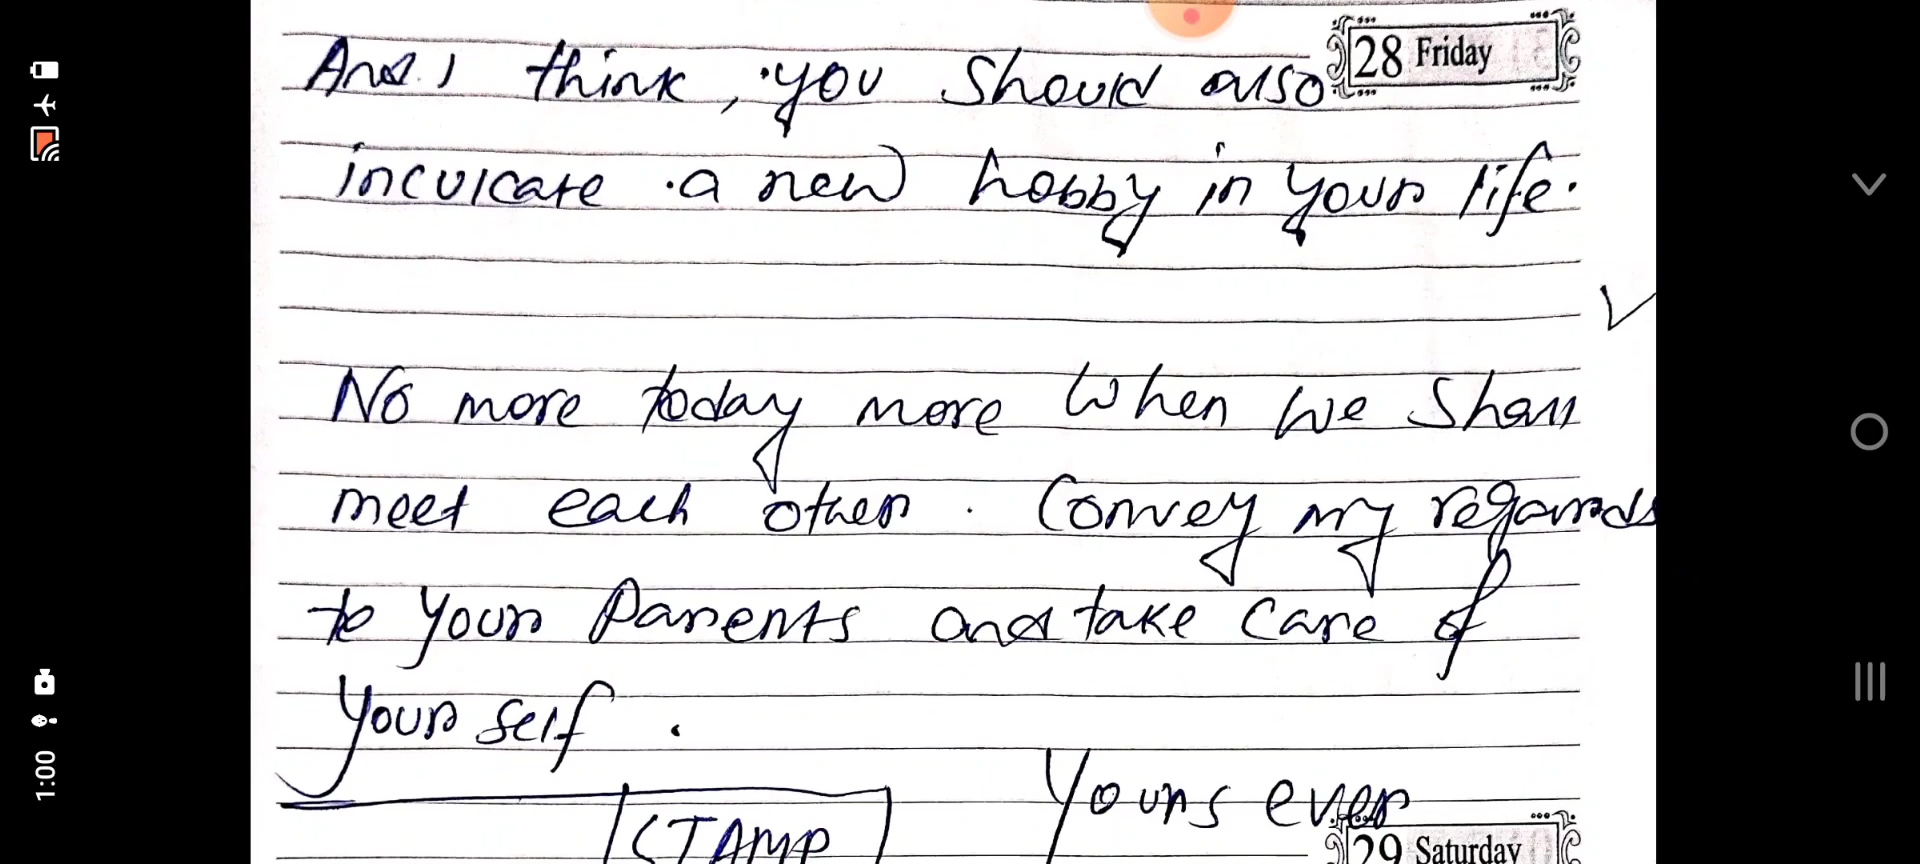 28 Friday
And I think, you should also
inculcate a new hobby in your life.
No more today more when we shall
meet each other. Convey my regards
to your Parents and take care of
your self.
Yours ever
STAMP
29 Saturday
1:00